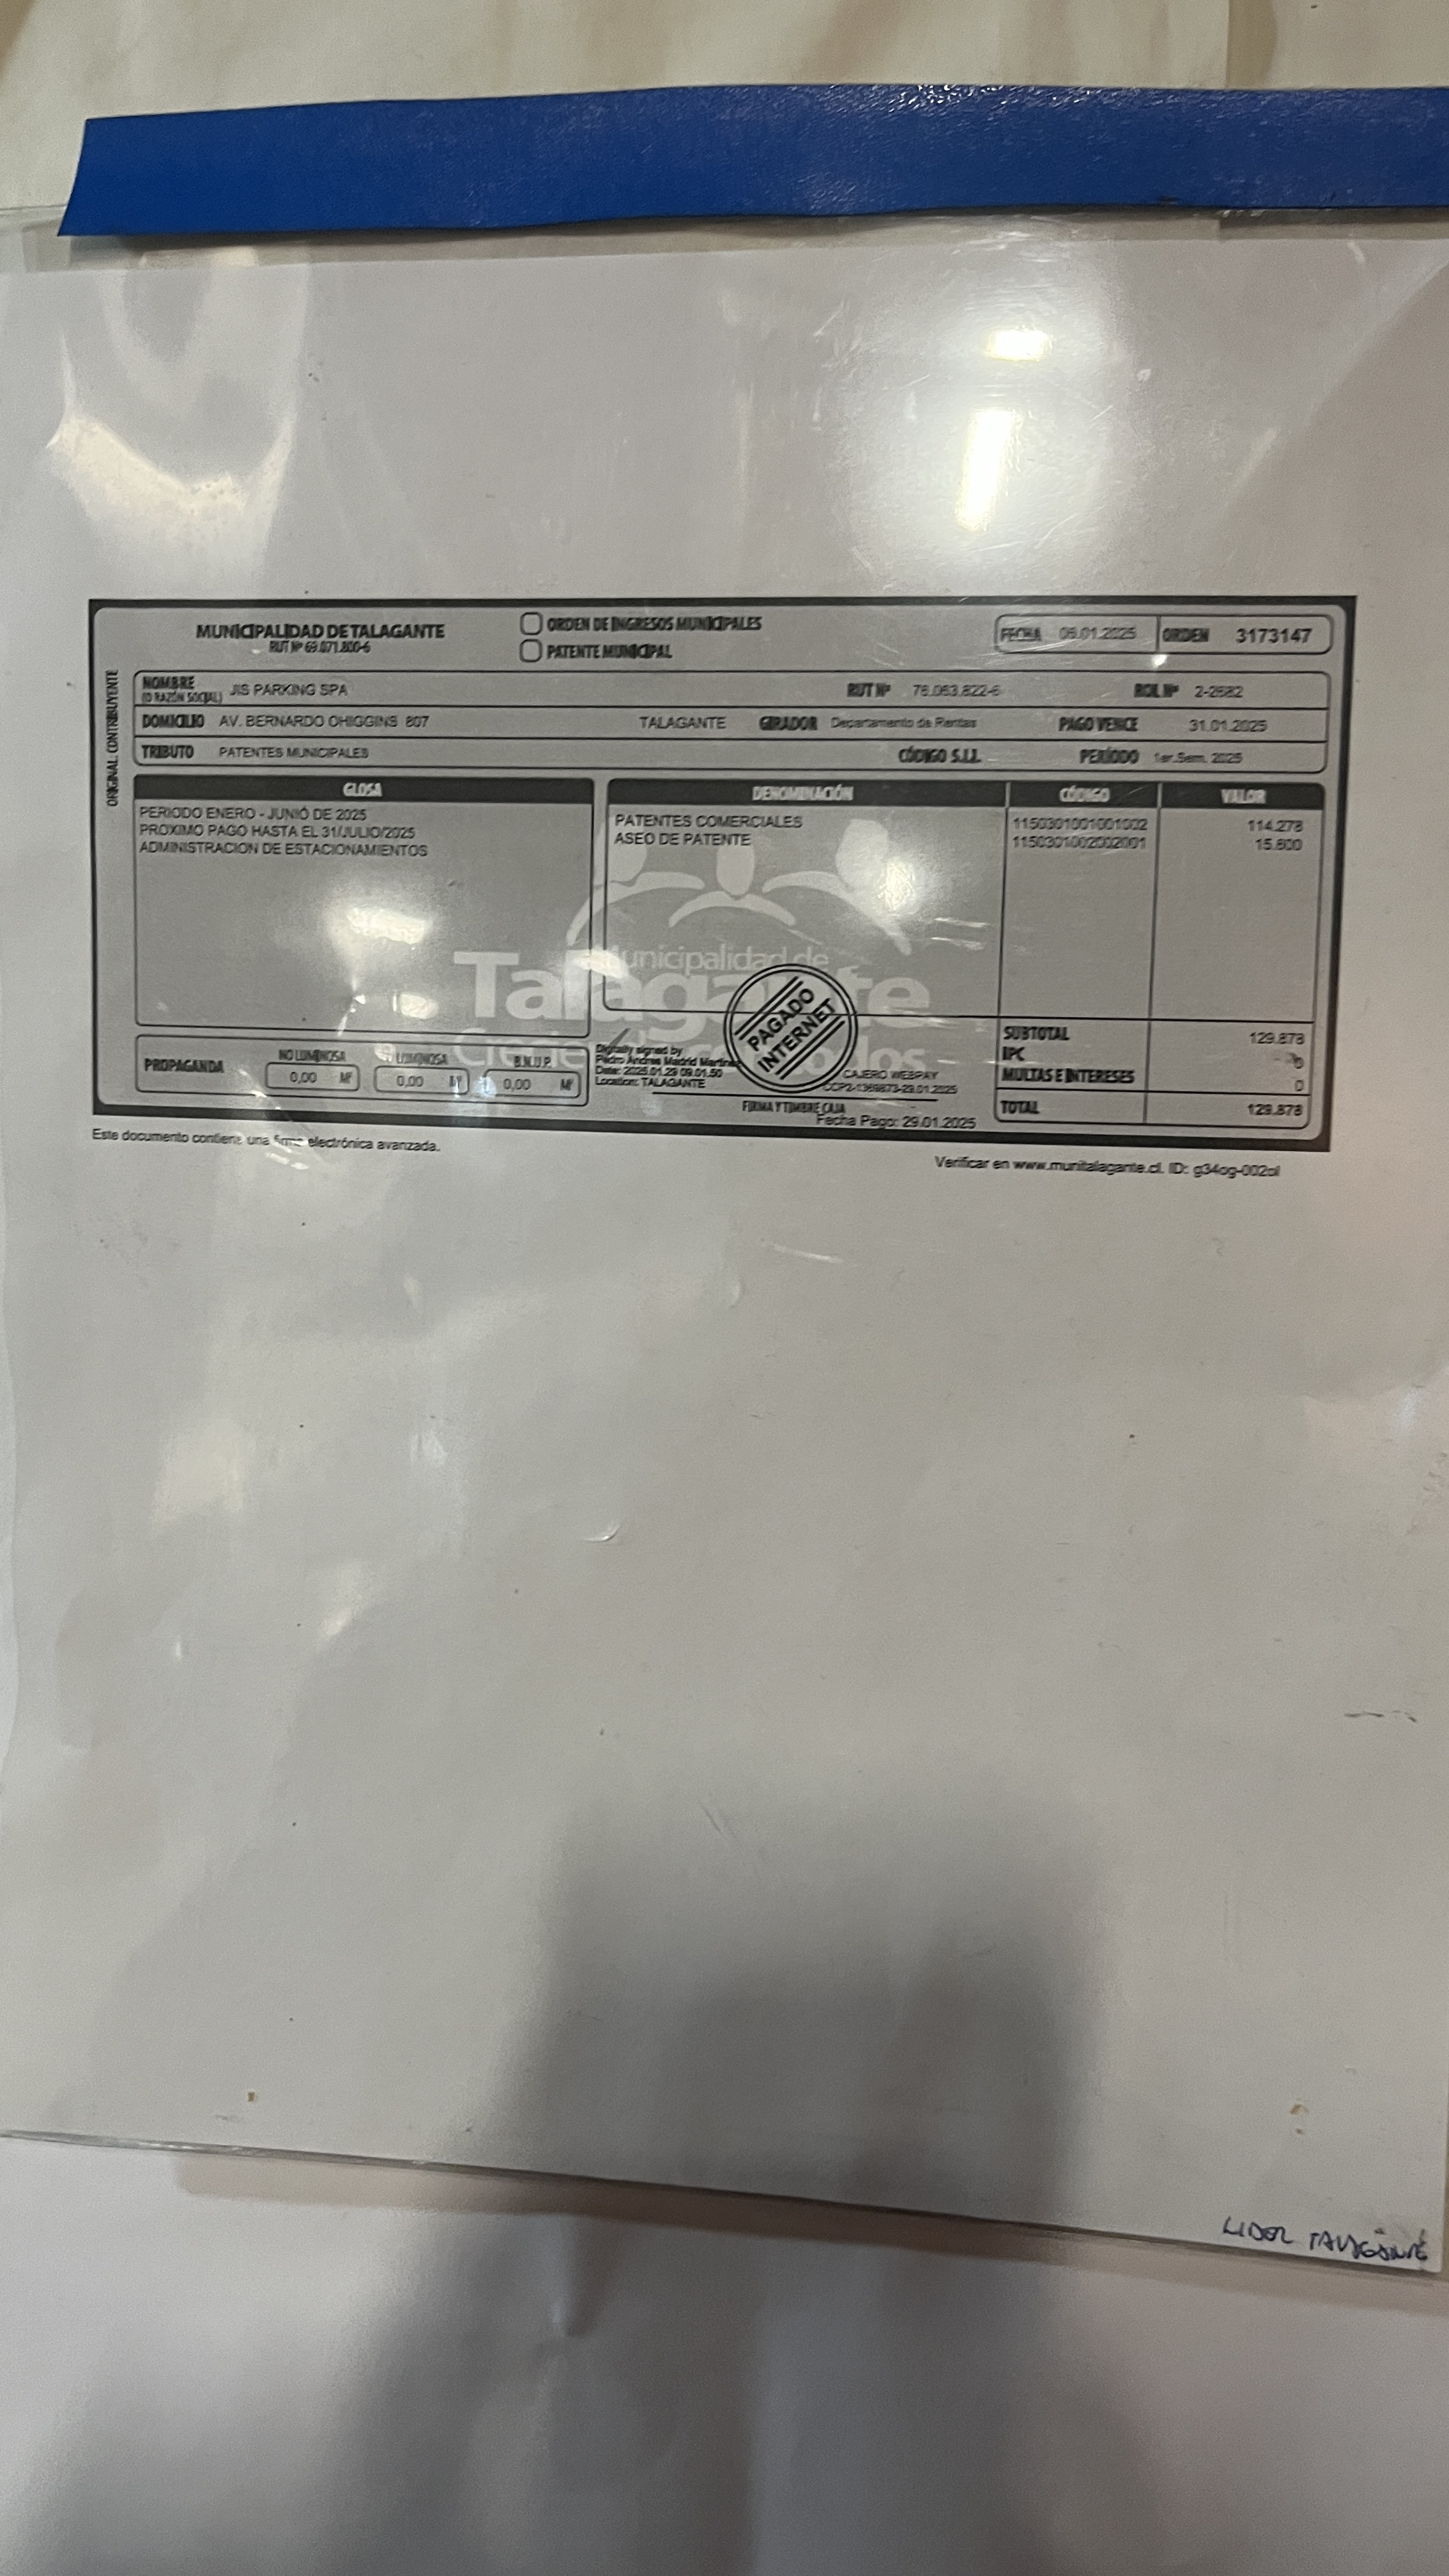 MUNICIPALIDAD DE TALAGANTE
RUT Nº 69.071.800-6
ORDEN DE INGRESOS MUNICIPALES
PATENTE MUNICIPAL
FECHA 05.01.2025 ORDEN 3173147
ORIGINAL: CONTRIBUYENTE
NOMBRE (O RAZÓN SOCIAL) JIS PARKING SPA RUT Nº 76.063.822-6 ROL Nº 2-2682
DOMICILIO AV. BERNARDO OHIGGINS 807 TALAGANTE GIRADOR Departamento de Rentas PAGO VENCE 31.01.2025
TRIBUTO PATENTES MUNICIPALES CÓDIGO S.I.I. PERÍODO 1er.Sem. 2025
GLOSA DENOMINACIÓN CÓDIGO VALOR
PERIODO ENERO - JUNIO DE 2025
PROXIMO PAGO HASTA EL 31/JULIO/2025
ADMINISTRACION DE ESTACIONAMIENTOS
PATENTES COMERCIALES 1150301001001002 114.278
ASEO DE PATENTE 1150301002002001 15.600
Municipalidad de
Talagante
PAGADO
INTERNET
SUBTOTAL 129.878
IPC 0
MULTAS E INTERESES 0
TOTAL 129.878
PROPAGANDA
NO LUMINOSA 0,00 M²
LUMINOSA 0,00 M²
B.N.U.P. 0,00 M²
Digitally signed by
Pedro Andres Madrid Martinez
Date: 2025.01.29 09:01:50
Location: TALAGANTE
CAJERO WEBPAY
CCP2-1369873-29.01.2025
FIRMA Y TIMBRE CAJA
Fecha Pago: 29.01.2025
Este documento contiene una firma electrónica avanzada.
Verificar en www.munitalagante.cl. ID:
LIDER TALAGANTE